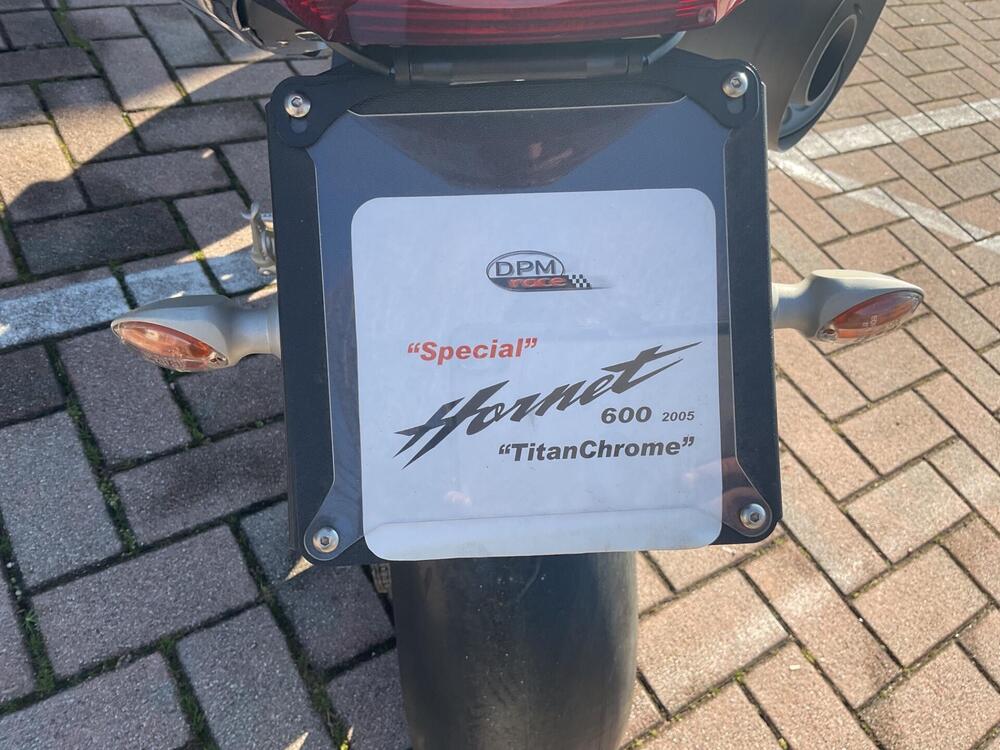 DPM
race
“Special”
Hornet
600 2005
“TitanChrome”